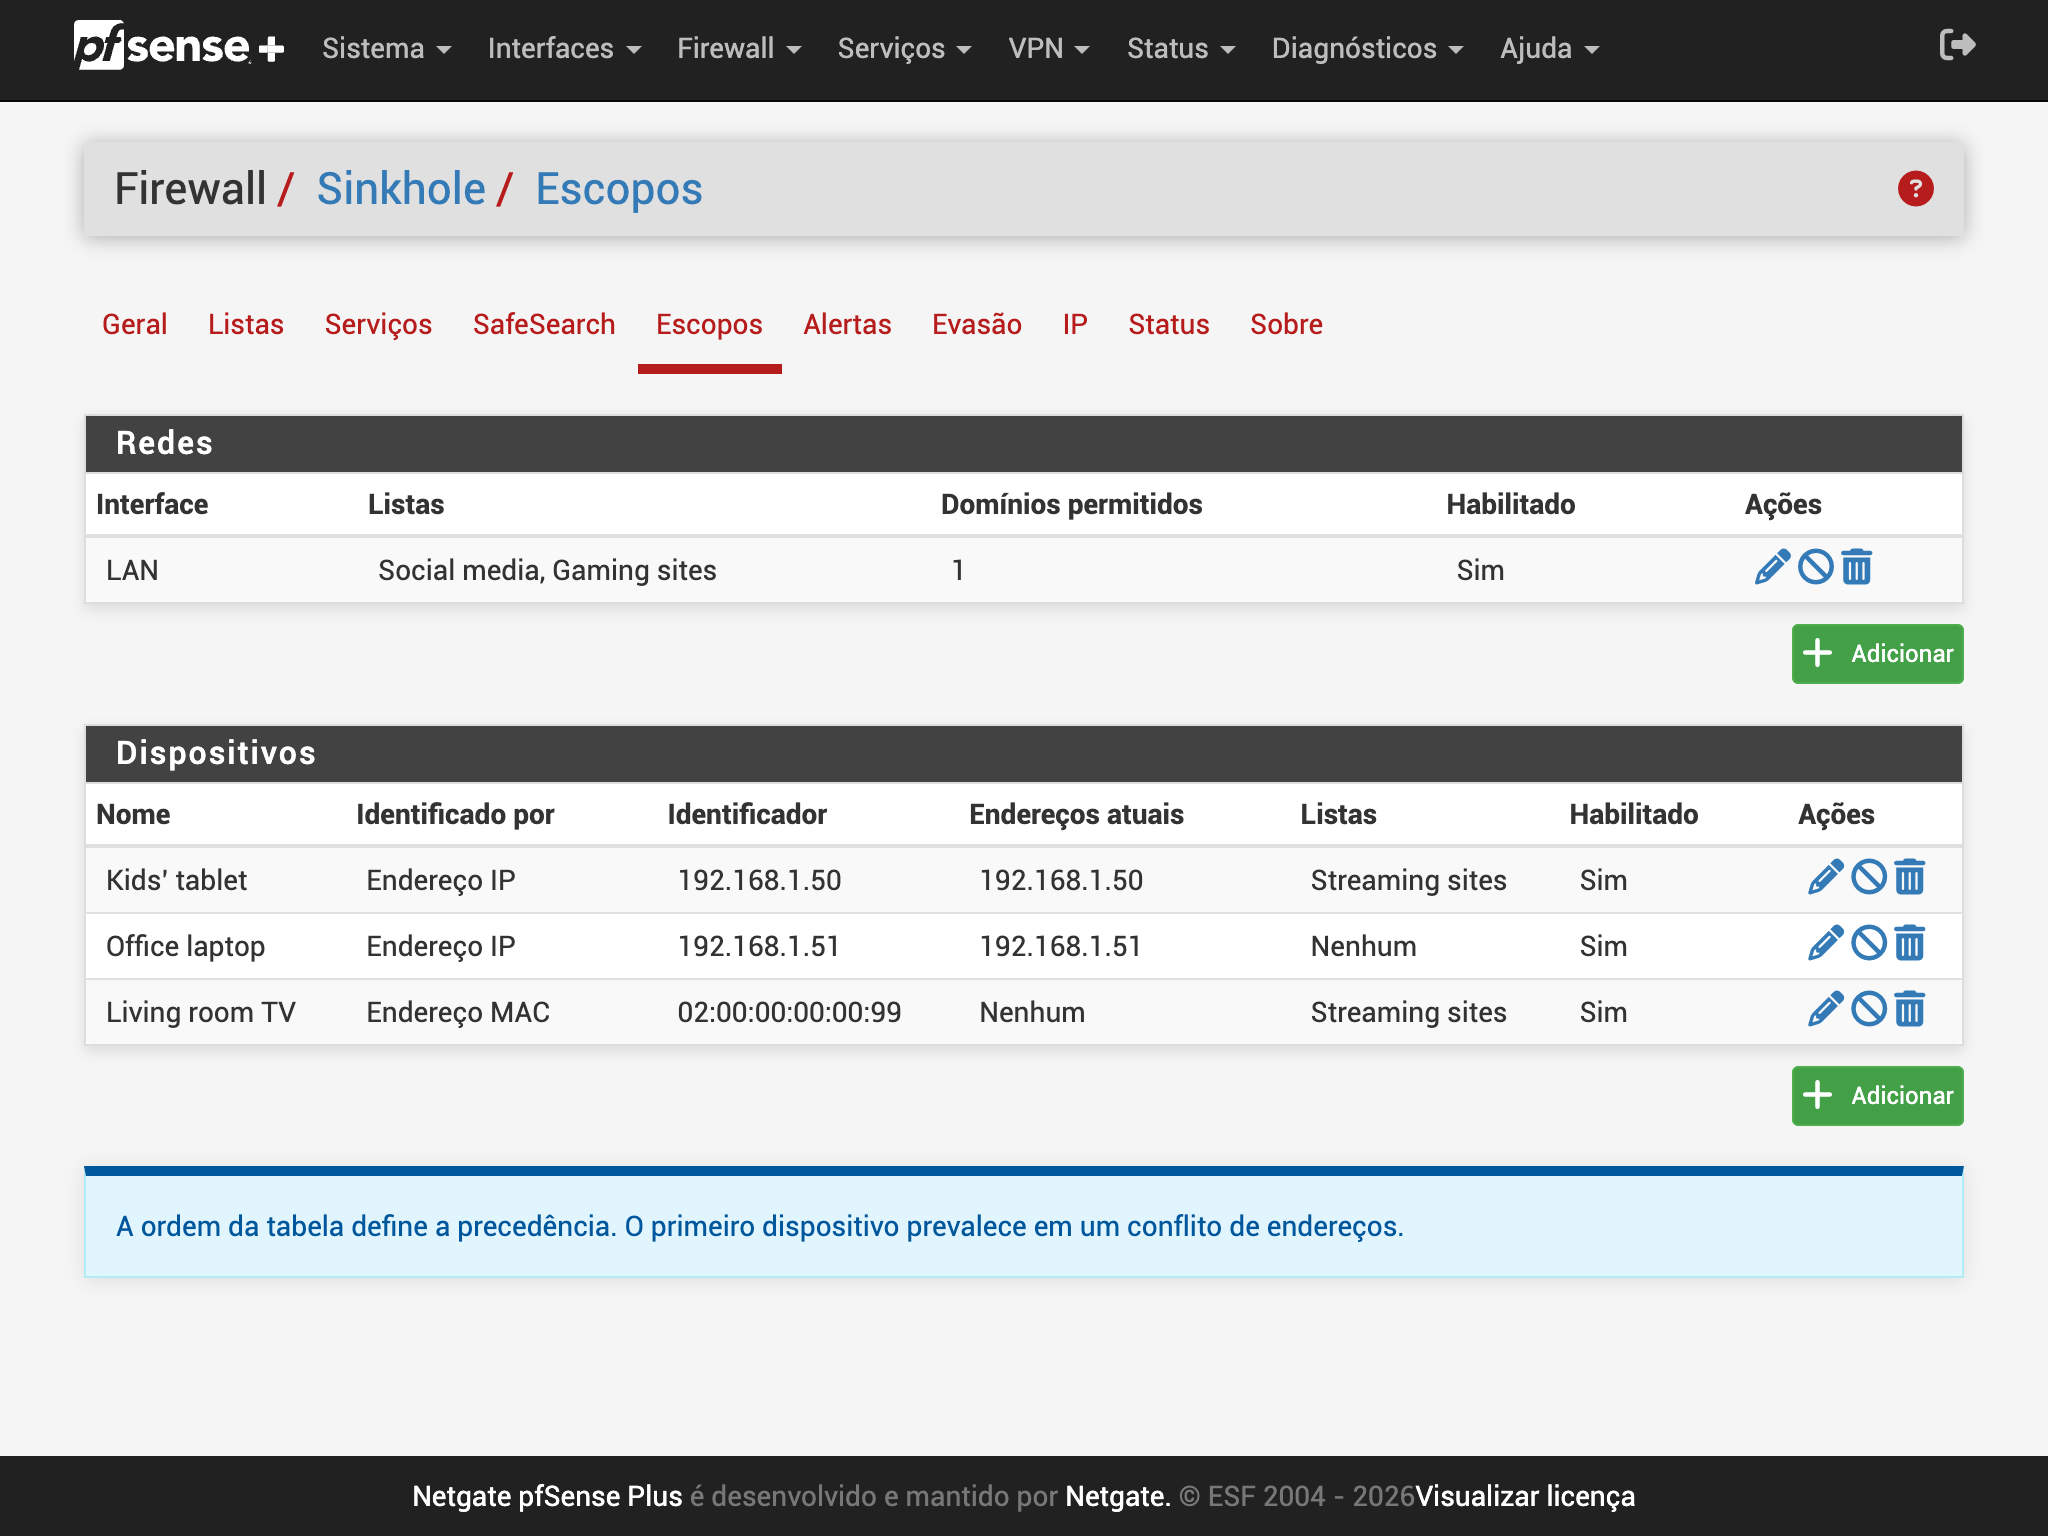 pfsense+ Sistema Interfaces Firewall Serviços VPN Status Diagnósticos Ajuda
Firewall / Sinkhole / Escopos ?
Geral Listas Serviços SafeSearch Escopos Alertas Evasão IP Status Sobre
Redes
Interface Listas Domínios permitidos Habilitado Ações
LAN Social media, Gaming sites 1 Sim
Adicionar
Dispositivos
Nome Identificado por Identificador Endereços atuais Listas Habilitado Ações
Kids' tablet Endereço IP 192.168.1.50 192.168.1.50 Streaming sites Sim
Office laptop Endereço IP 192.168.1.51 192.168.1.51 Nenhum Sim
Living room TV Endereço MAC 02:00:00:00:00:99 Nenhum Streaming sites Sim
Adicionar
A ordem da tabela define a precedência. O primeiro dispositivo prevalece em um conflito de endereços.
Netgate pfSense Plus é desenvolvido e mantido por Netgate. © ESF 2004 - 2026Visualizar licença